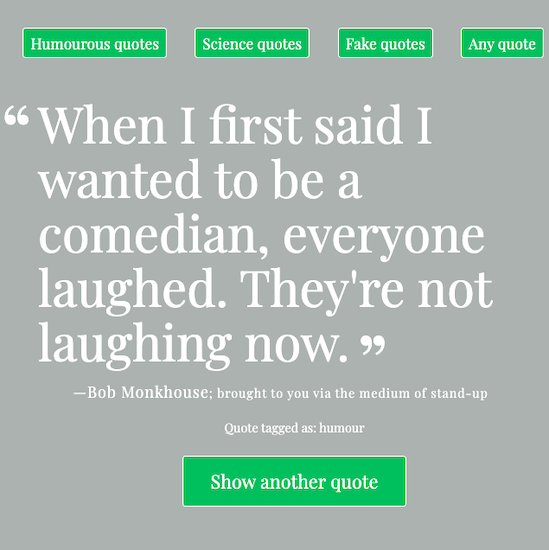 Humourous quotes Science quotes Fake quotes Any quote
“ When I first said I
wanted to be a
comedian, everyone
laughed. They're not
laughing now. ”
—Bob Monkhouse; brought to you via the medium of stand-up
Quote tagged as: humour
Show another quote